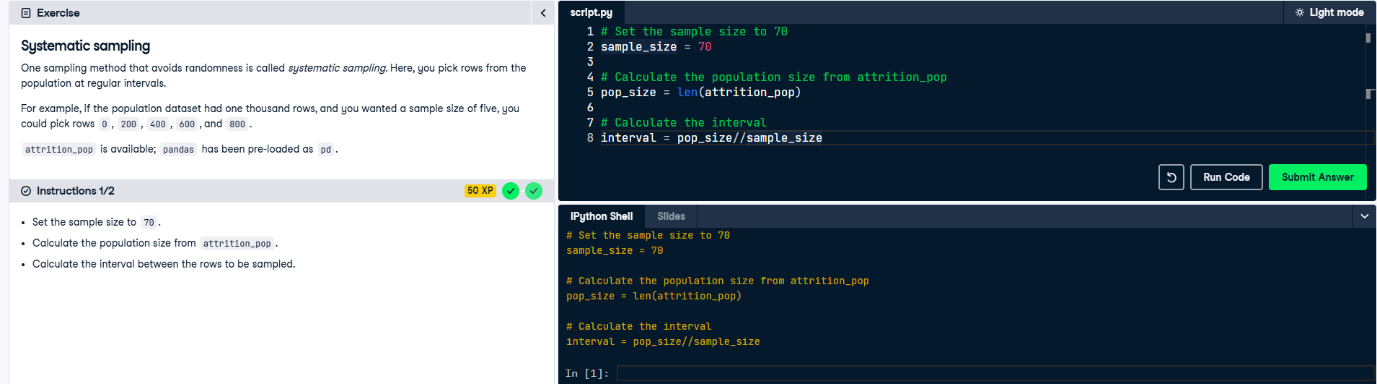 Exercise
Systematic sampling
One sampling method that avoids randomness is called systematic sampling. Here, you pick rows from the
population at regular intervals.
For example, if the population dataset had one thousand rows, and you wanted a sample size of five, you
could pick rows 0, 200, 400, 600, and 800.
attrition_pop is available; pandas has been pre-loaded as pd.
Instructions 1/2
50 XP
• Set the sample size to 70.
• Calculate the population size from attrition_pop.
• Calculate the interval between the rows to be sampled.
script.py
Light mode
1 # Set the sample size to 70
2 sample_size = 70
3
4 # Calculate the population size from attrition_pop
5 pop_size = len(attrition_pop)
6
7 # Calculate the interval
8 interval = pop_size//sample_size
Run Code
Submit Answer
IPython Shell
Slides
# Set the sample size to 70
sample_size = 70
# Calculate the population size from attrition_pop
pop_size = len(attrition_pop)
# Calculate the interval
interval = pop_size//sample_size
In [1]: